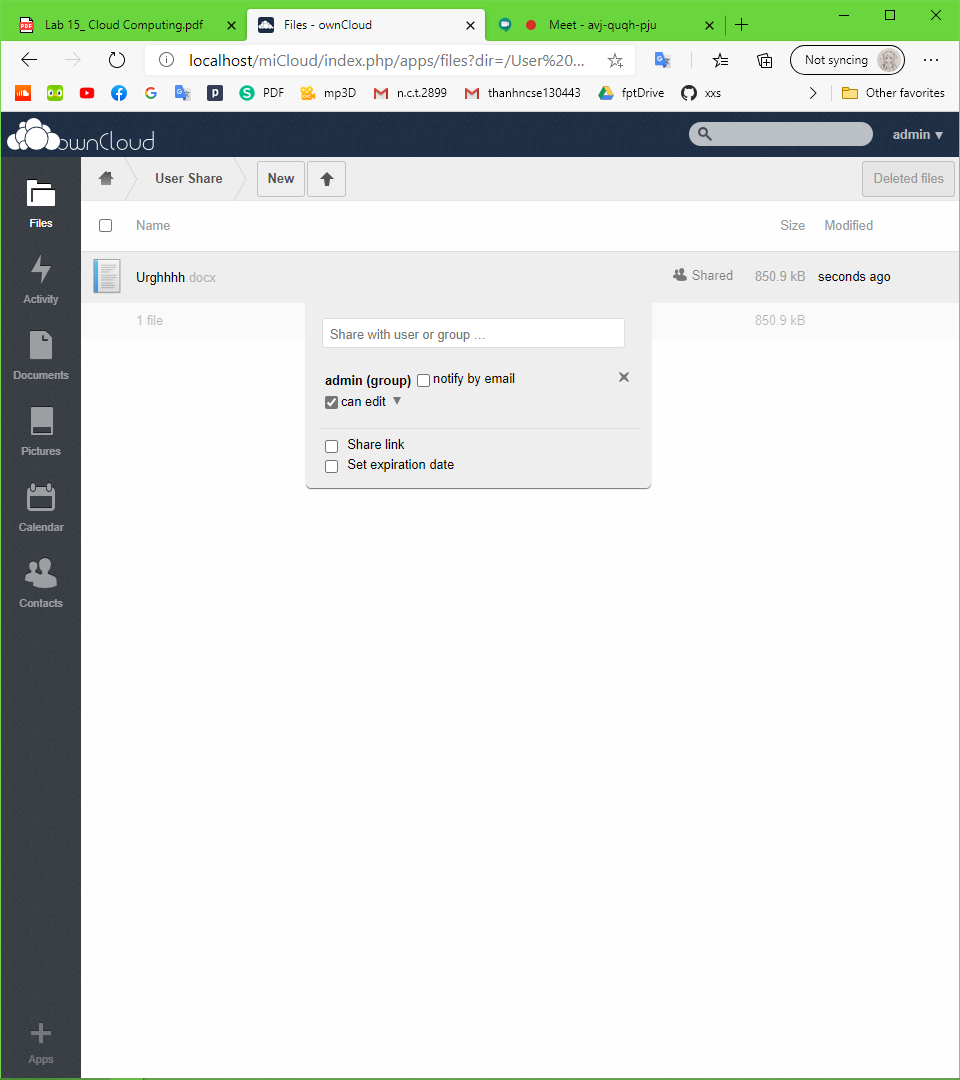 Lab 15_ Cloud Computing.pdf
Files - ownCloud
Meet - avj-quqh-pju
localhost/miCloud/index.php/apps/files?dir=/User%20...
Not syncing
PDF
mp3D
n.c.t.2899
thanhncse130443
fptDrive
xxs
Other favorites
ownCloud
admin
User Share
New
Deleted files
Files
Name
Size
Modified
Urghhhh.docx
Shared
850.9 kB
seconds ago
Activity
1 file
850.9 kB
Share with user or group …
Documents
admin (group)
notify by email
can edit
Pictures
Share link
Set expiration date
Calendar
Contacts
Apps